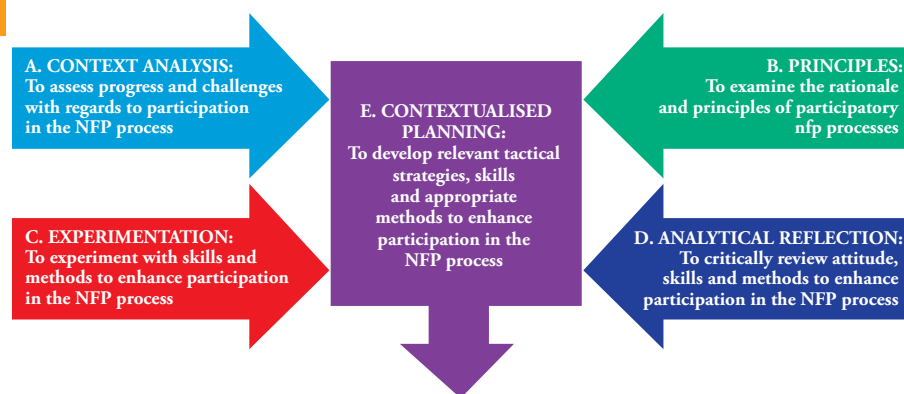 A. CONTEXT ANALYSIS:
To assess progress and challenges
with regards to participation
in the NFP process
B. PRINCIPLES:
To examine the rationale
and principles of participatory
nfp processes
E. CONTEXTUALISED
PLANNING:
To develop relevant tactical
strategies, skills
and appropriate
methods to enhance
participation in the
NFP process
C. EXPERIMENTATION:
To experiment with skills and
methods to enhance participation
in the NFP process
D. ANALYTICAL REFLECTION:
To critically review attitude,
skills and methods to enhance
participation in the NFP process